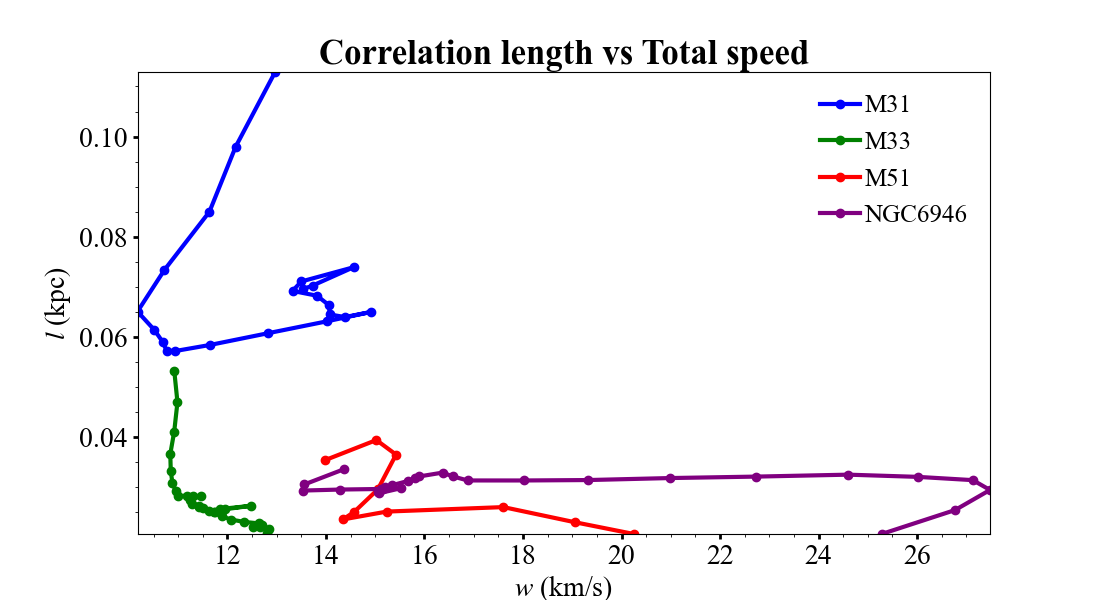 Correlation length vs Total speed
M31
M33
M51
NGC6946
0.10
0.08
0.06
0.04
l (kpc)
12 14 16 18 20 22 24 26
w (km/s)